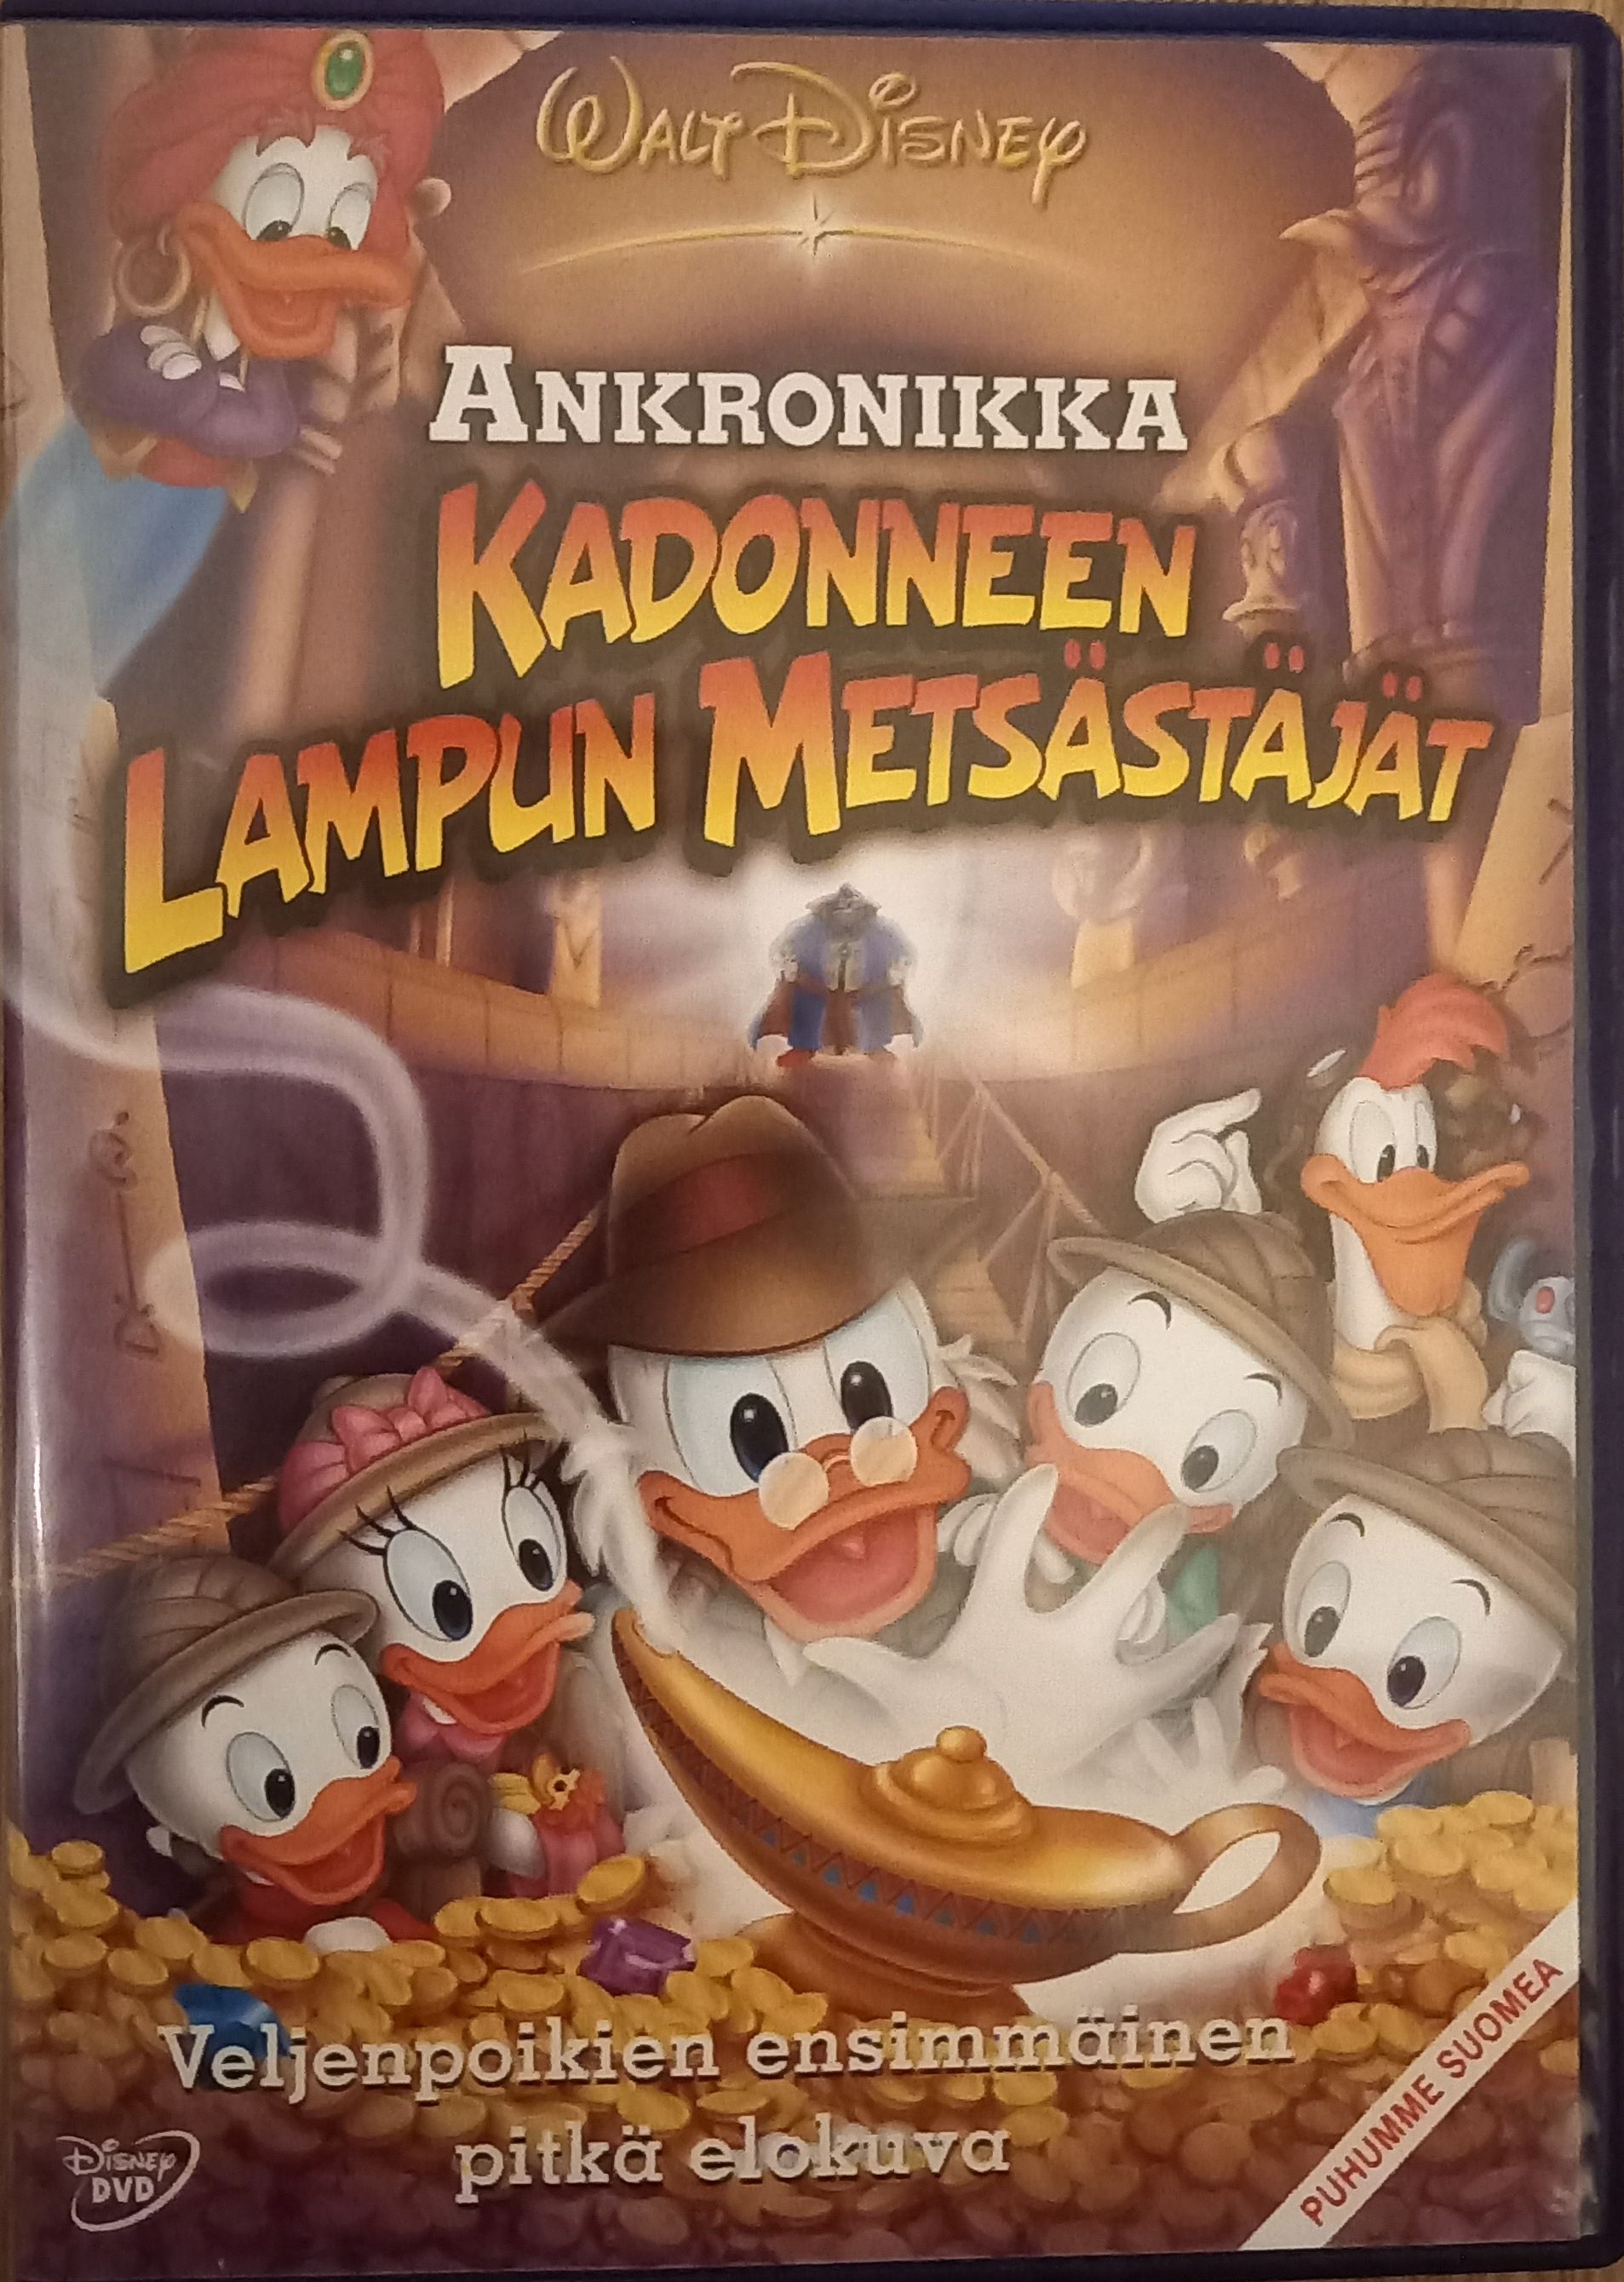 WALT DISNEY
ANKRONIKKA
KADONNEEN
LAMPUN METSÄSTÄJÄT
Veljenpoikien ensimmäinen
pitkä elokuva
DISNEY
DVD
PUHUMME SUOMEA